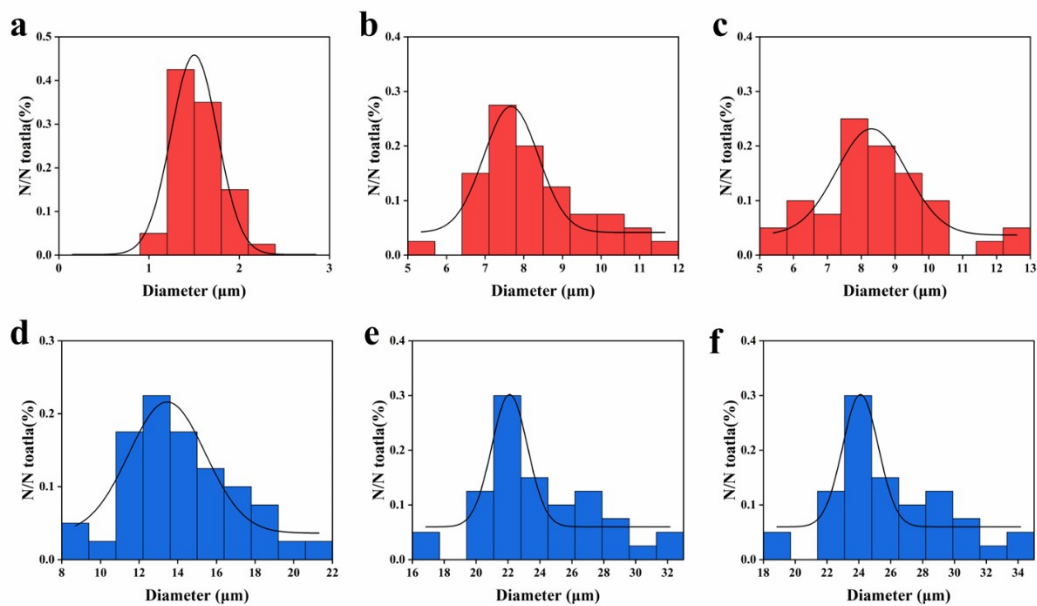 a
0.5
0.4
0.3
0.2
0.1
0.0
N/N toatla(%)
0 1 2 3
Diameter (μm)
b
0.4
0.3
0.2
0.1
0.0
N/N toatla(%)
5 6 7 8 9 10 11 12
Diameter (μm)
c
0.4
0.3
0.2
0.1
0.0
N/N toatla(%)
5 6 7 8 9 10 11 12 13
Diameter (μm)
d
0.3
0.2
0.1
0.0
N/N toatla(%)
8 10 12 14 16 18 20 22
Diameter (μm)
e
0.4
0.3
0.2
0.1
0.0
N/N toatla(%)
16 18 20 22 24 26 28 30 32
Diameter (μm)
f
0.4
0.3
0.2
0.1
0.0
N/N toatla(%)
18 20 22 24 26 28 30 32 34
Diameter (μm)